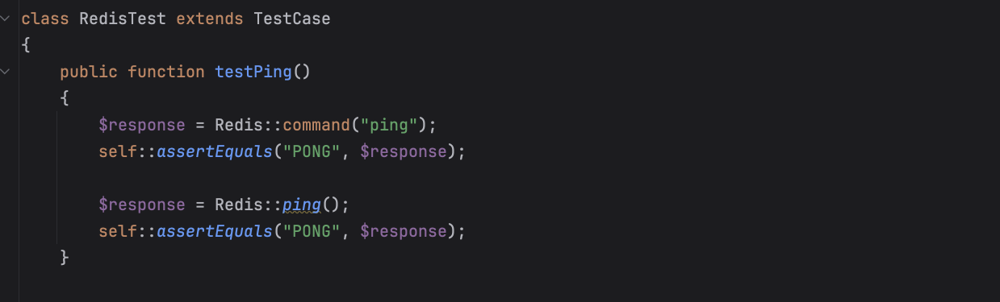 class RedisTest extends TestCase
{
    public function testPing()
    {
        $response = Redis::command("ping");
        self::assertEquals("PONG", $response);

        $response = Redis::ping();
        self::assertEquals("PONG", $response);
    }